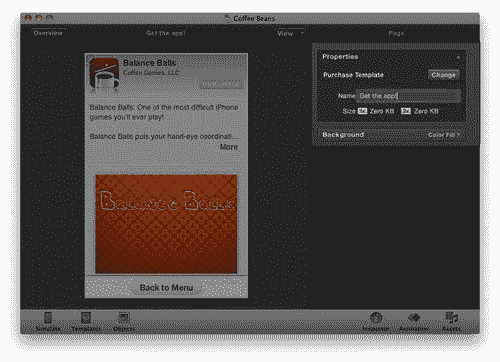 Coffee Beans
Overview
Get the app!
View
Page
Balance Balls
Coffee Games, LLC
Balance Balls: One of the most difficult iPhone
games you'll ever play!
Balance Balls puts your hand-eye coordinati...
More
Balance Balls
Back to Menu
Properties
Purchase Template
Change
Name Get the app!
Size 1x Zero KB 2x Zero KB
Background
Color Fill
Simulate
Templates
Objects
Inspector
Animation
Assets